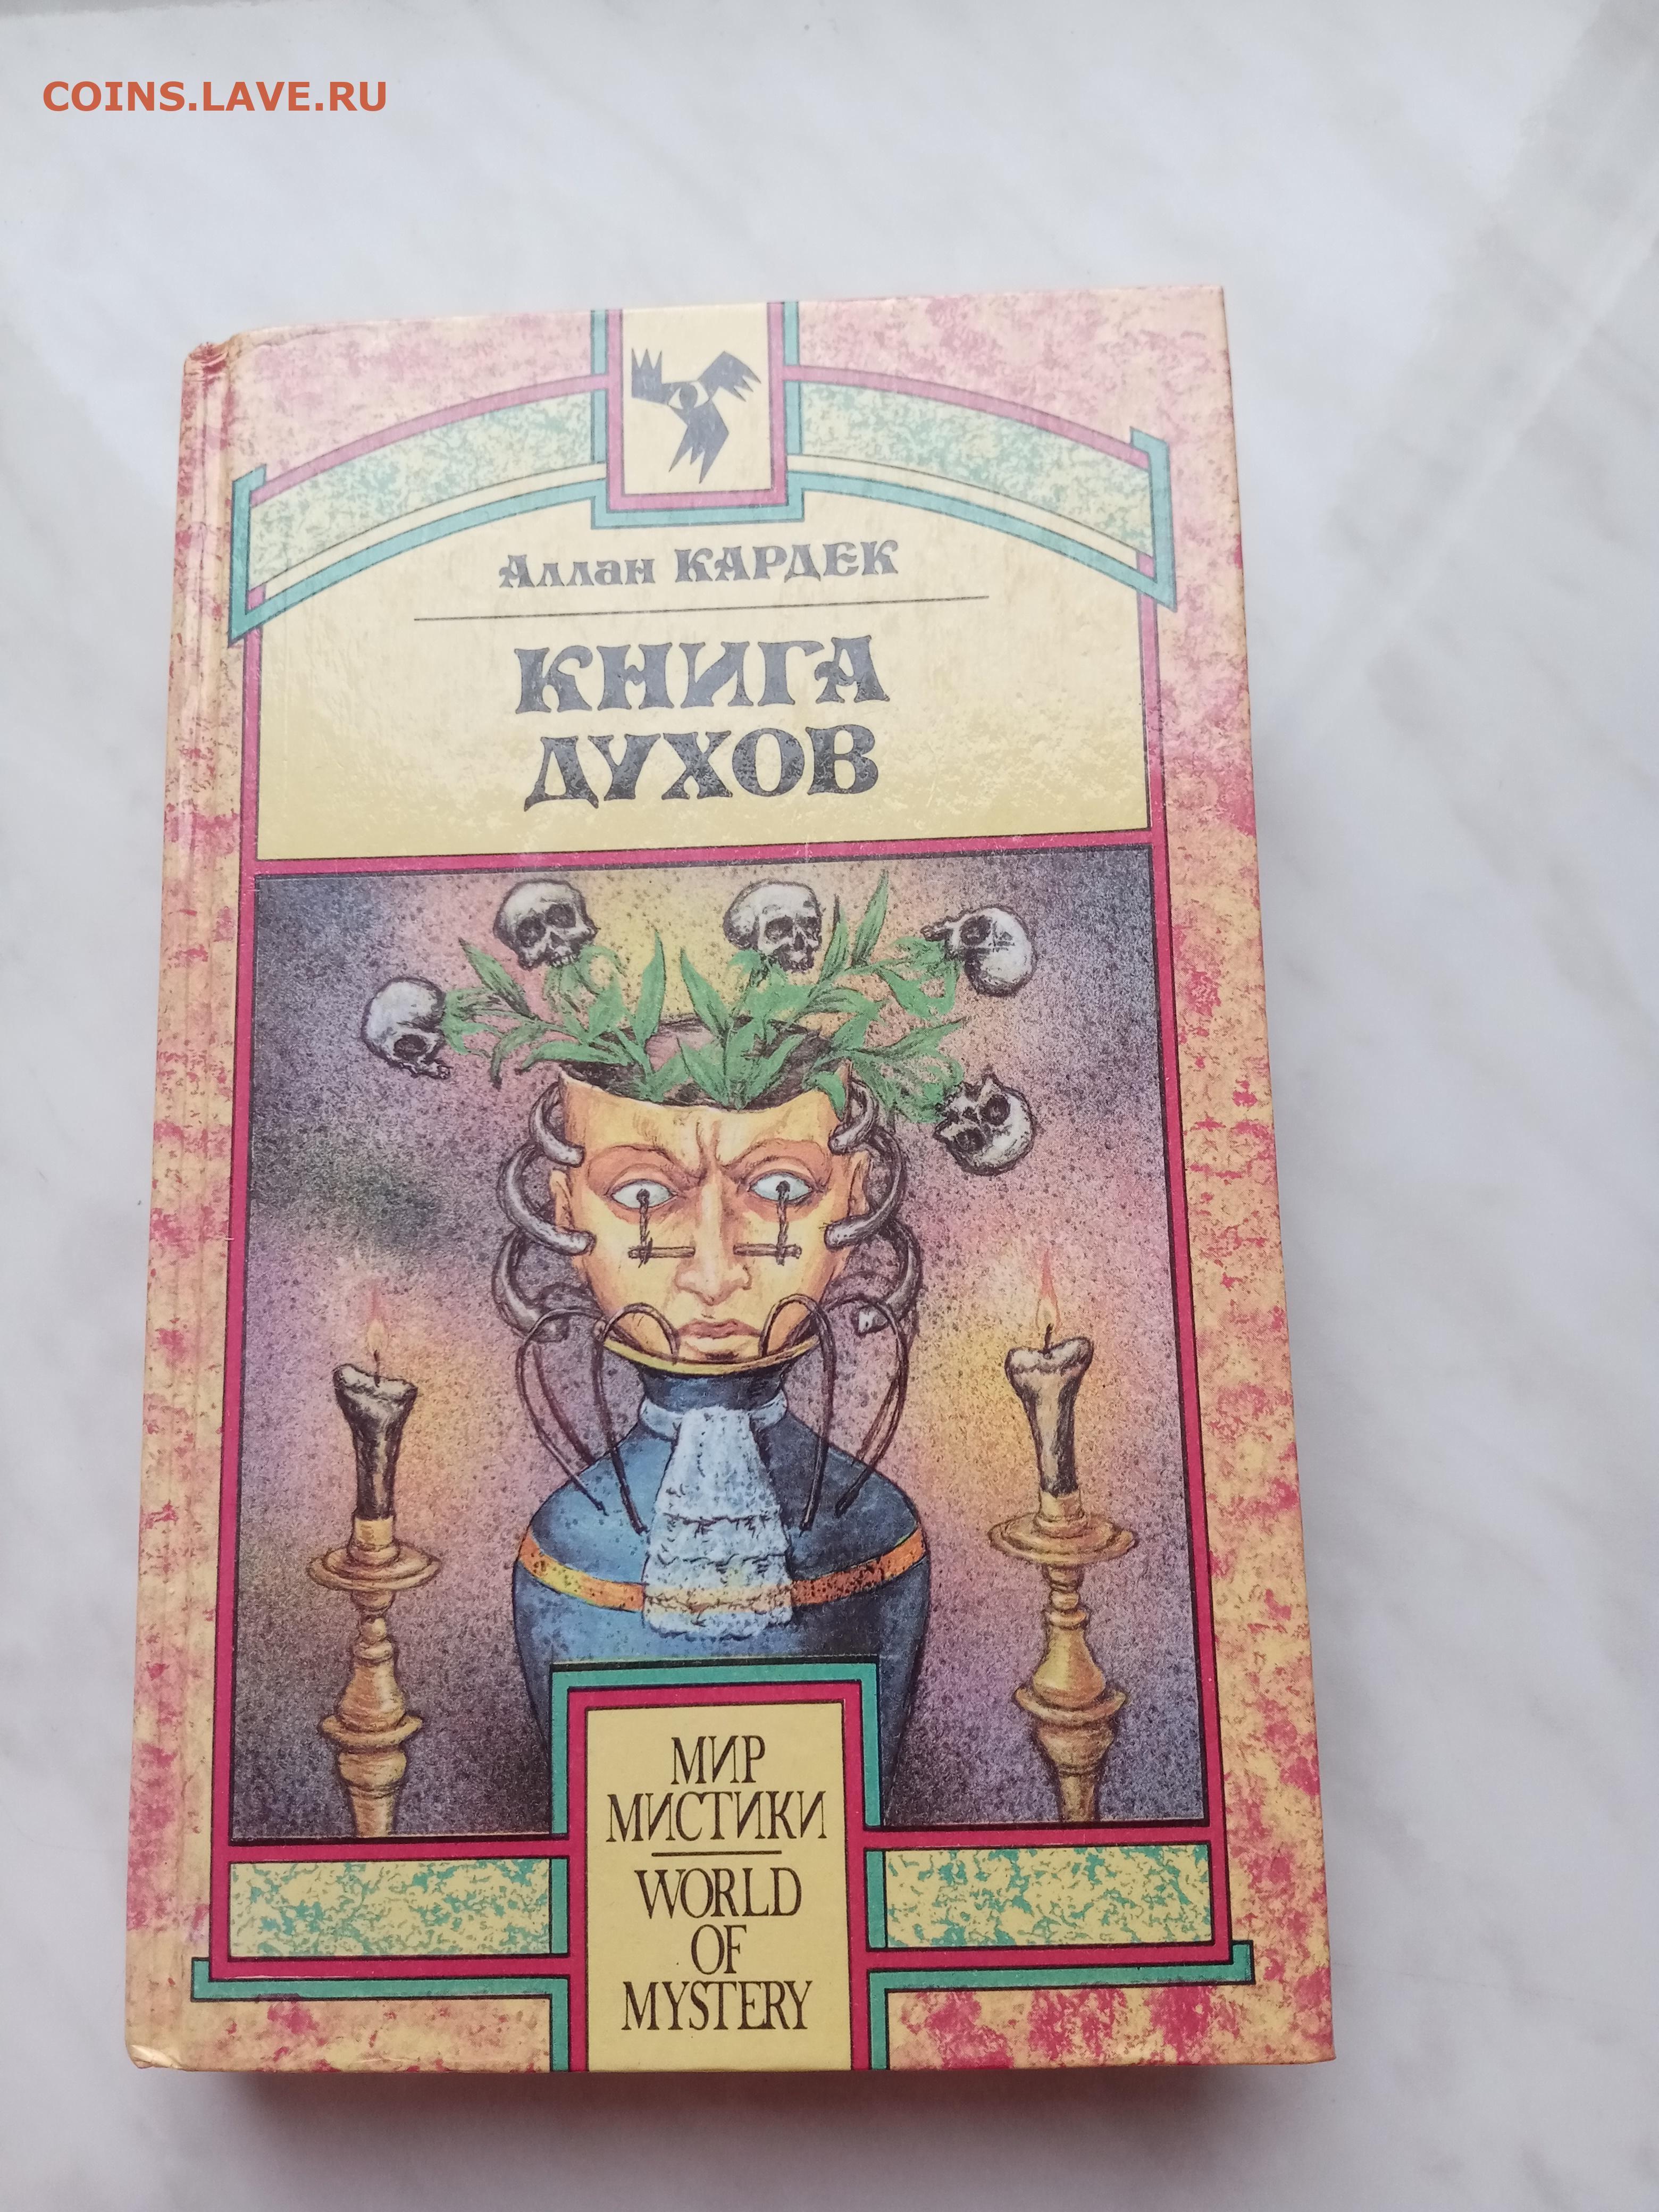 COINS.LAVE.RU
Аллан КАРДЕК
КНИГА
ДУХОВ
МИР
МИСТИКИ
WORLD
OF
MYSTERY